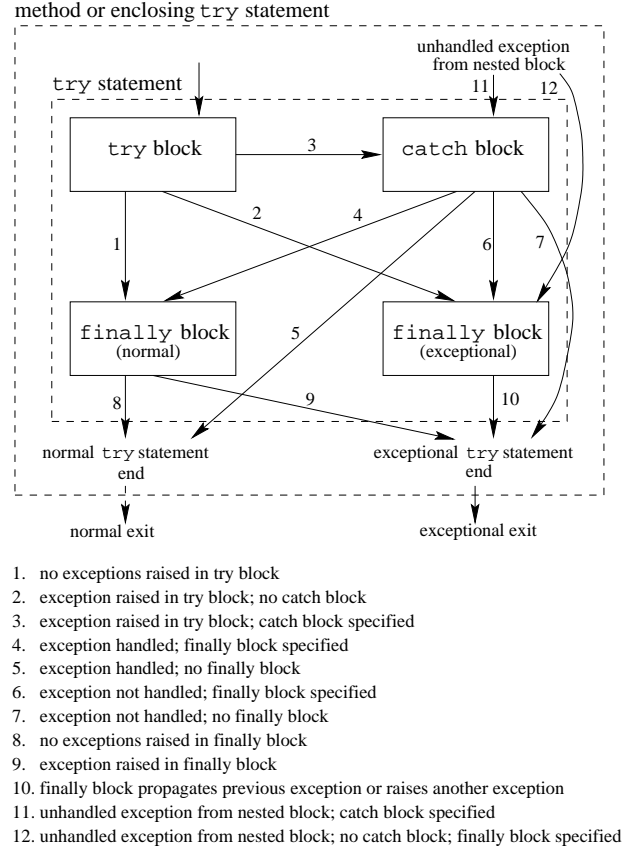 method or enclosing try statement
unhandled exception
from nested block
try statement
11
12
try block
3
catch block
1
2
4
6
7
finally block
(normal)
5
finally block
(exceptional)
8
9
10
normal try statement
end
exceptional try statement
end
normal exit
exceptional exit
1. no exceptions raised in try block
2. exception raised in try block; no catch block
3. exception raised in try block; catch block specified
4. exception handled; finally block specified
5. exception handled; no finally block
6. exception not handled; finally block specified
7. exception not handled; no finally block
8. no exceptions raised in finally block
9. exception raised in finally block
10. finally block propagates previous exception or raises another exception
11. unhandled exception from nested block; catch block specified
12. unhandled exception from nested block; no catch block; finally block specified